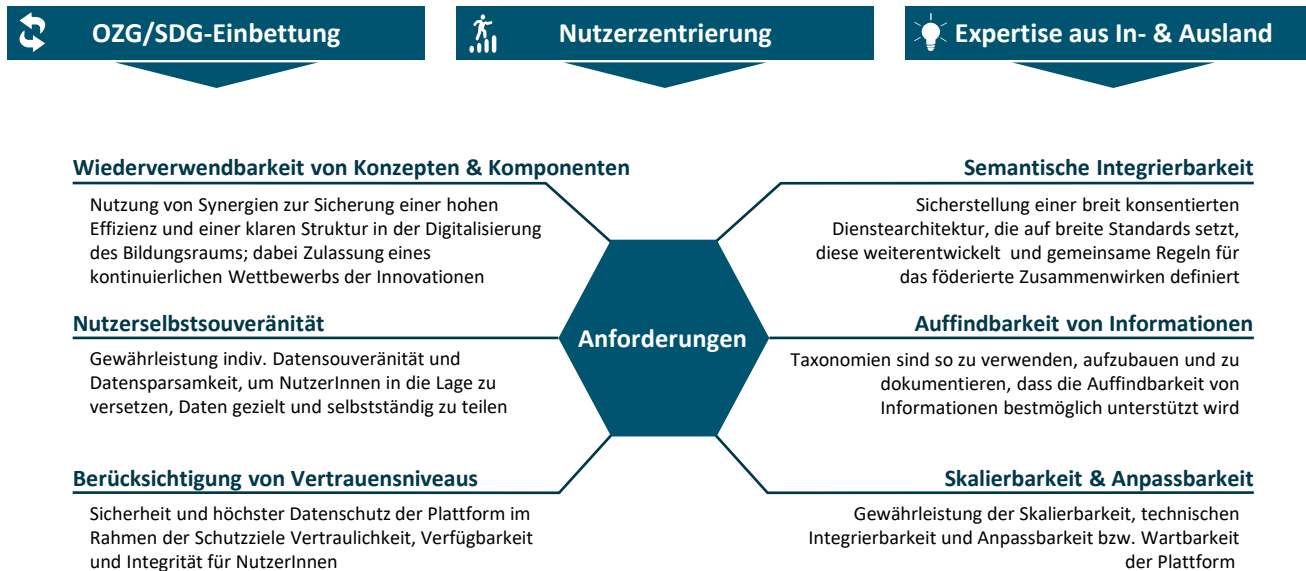 OZG/SDG-Einbettung
Nutzerzentrierung
Expertise aus In- & Ausland
Wiederverwendbarkeit von Konzepten & Komponenten
Nutzung von Synergien zur Sicherung einer hohen
Effizienz und einer klaren Struktur in der Digitalisierung
des Bildungsraums; dabei Zulassung eines
kontinuierlichen Wettbewerbs der Innovationen
Nutzerselbstsouveränität
Gewährleistung indiv. Datensouveränität und
Datensparsamkeit, um NutzerInnen in die Lage zu
versetzen, Daten gezielt und selbstständig zu teilen
Berücksichtigung von Vertrauensniveaus
Sicherheit und höchster Datenschutz der Plattform im
Rahmen der Schutzziele Vertraulichkeit, Verfügbarkeit
und Integrität für NutzerInnen
Anforderungen
Semantische Integrierbarkeit
Sicherstellung einer breit konsentierten
Dienstearchitektur, die auf breite Standards setzt,
diese weiterentwickelt und gemeinsame Regeln für
das föderierte Zusammenwirken definiert
Auffindbarkeit von Informationen
Taxonomien sind so zu verwenden, aufzubauen und zu
dokumentieren, dass die Auffindbarkeit von
Informationen bestmöglich unterstützt wird
Skalierbarkeit & Anpassbarkeit
Gewährleistung der Skalierbarkeit, technischen
Integrierbarkeit und Anpassbarkeit bzw. Wartbarkeit
der Plattform